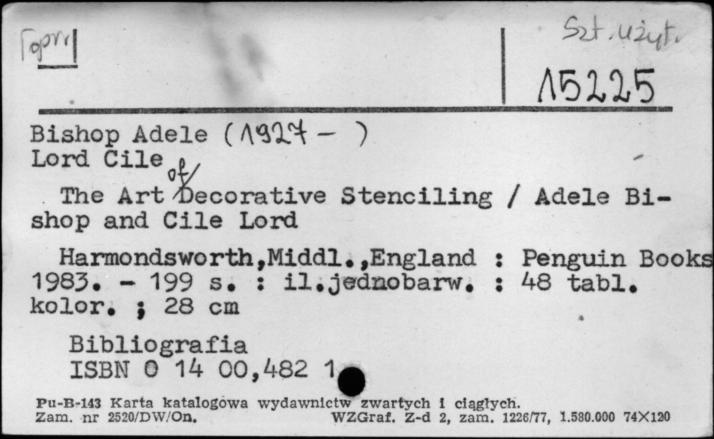 [opr]
Szt. użyt.
15225
Bishop Adele (1927 - )
Lord Cile
of
The Art Decorative Stenciling / Adele Bi-
shop and Cile Lord
Harmondsworth,Middl.,England : Penguin Books
1983. - 199 s. : il.jednobarw. : 48 tabl.
kolor. ; 28 cm
Bibliografia
ISBN 0 14 00,482 1
Pu-B-143 Karta katalogowa wydawnictw zwartych i ciągłych.
Zam. nr 2520/DW/On. WZGraf. Z-d 2, zam. 1226/77, 1.580.000 74X120